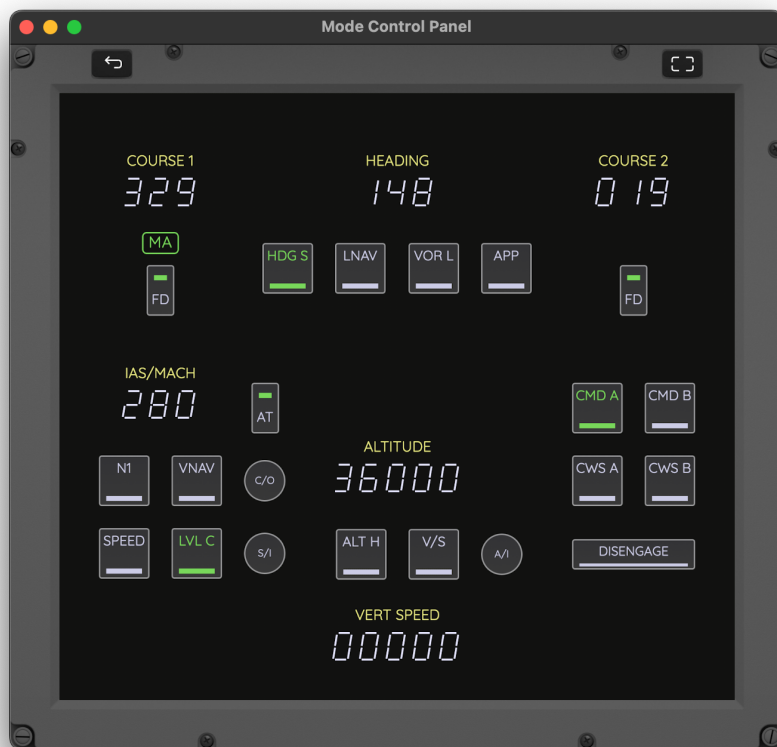 Mode Control Panel
COURSE 1 HEADING COURSE 2
329 148 019
MA
HDG S LNAV VOR L APP
FD FD
IAS/MACH
280
AT
CMD A CMD B
ALTITUDE
36000
N1 VNAV C/O CWS A CWS B
SPEED LVL C S/I ALT H V/S A/I DISENGAGE
VERT SPEED
00000